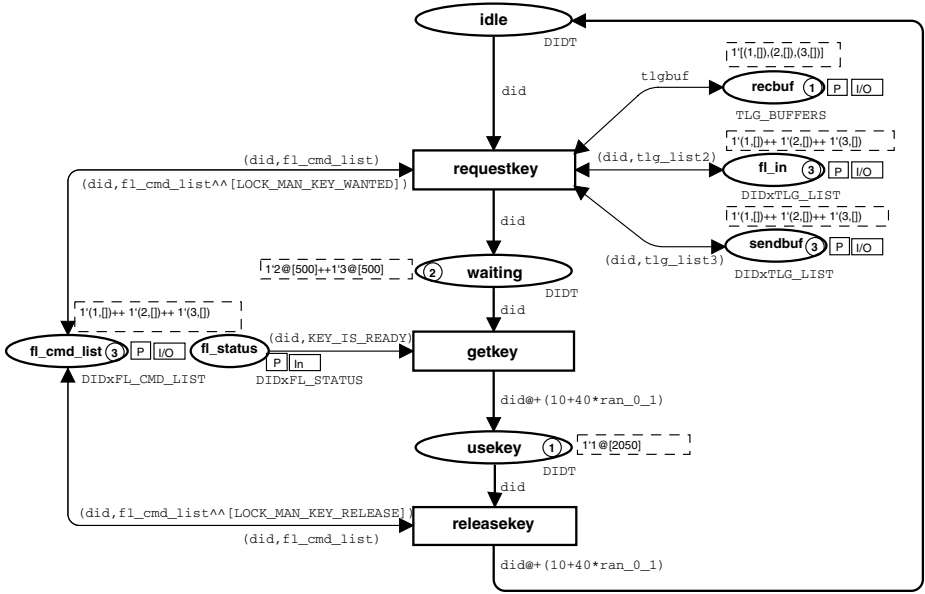 idle
DIDT
did
1'[(1,[]),(2,[]),(3,[])]
tlgbuf
recbuf 1 P I/O
TLG_BUFFERS
1'(1,[])++ 1'(2,[])++ 1'(3,[])
(did,fl_cmd_list)
requestkey
(did,tlg_list2)
fl_in 3 P I/O
(did,fl_cmd_list^^[LOCK_MAN_KEY_WANTED])
DIDxTLG_LIST
1'(1,[])++ 1'(2,[])++ 1'(3,[])
did
sendbuf 3 P I/O
(did,tlg_list3)
DIDxTLG_LIST
1'2@[500]++1'3@[500]
2 waiting
DIDT
did
1'(1,[])++ 1'(2,[])++ 1'(3,[])
(did,KEY_IS_READY)
fl_cmd_list 3 P I/O
fl_status
P In
getkey
DIDxFL_CMD_LIST
DIDxFL_STATUS
did@+(10+40*ran_0_1)
usekey 1
1'1@[2050]
DIDT
did
(did,fl_cmd_list^^[LOCK_MAN_KEY_RELEASE])
releasekey
(did,fl_cmd_list)
did@+(10+40*ran_0_1)